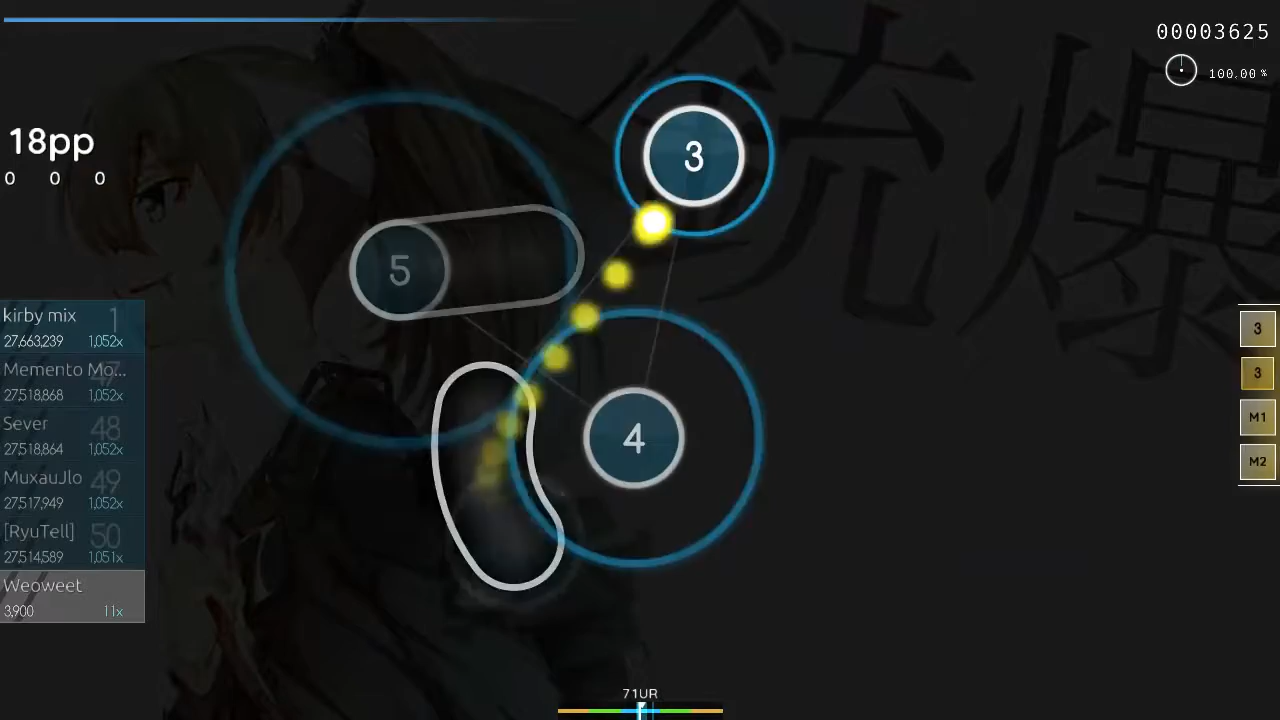 00003625
100.00 %
18pp
0 0 0
3
5
4
kirby mix 1
27,663,239 1,052x
Memento Mo... 47
27,518,868 1,052x
Sever 48
27,518,864 1,052x
MuxauJlo 49
27,517,949 1,052x
[RyuTell] 50
27,514,589 1,051x
Weoweet
3,900 11x
3
3
M1
M2
71UR
銃爆